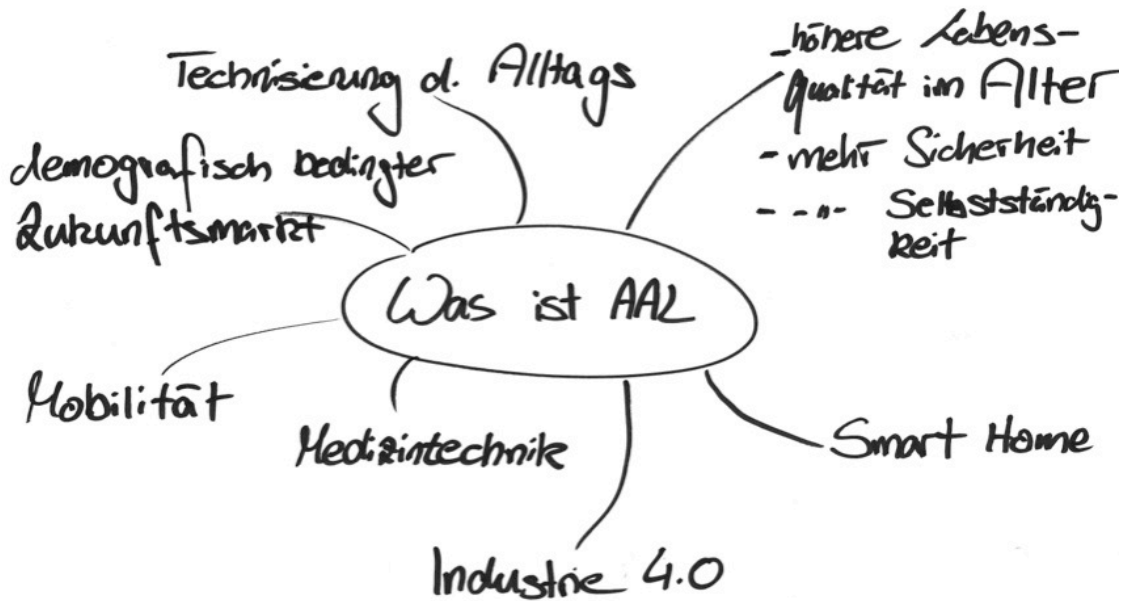 Technisierung d. Alltags
demografisch bedingter
Zukunftsmarkt
- höhere Lebens-
qualität im Alter
- mehr Sicherheit
- -"- Selbstständig-
keit
Was ist AAL
Mobilität
Medizintechnik
Smart Home
Industrie 4.0